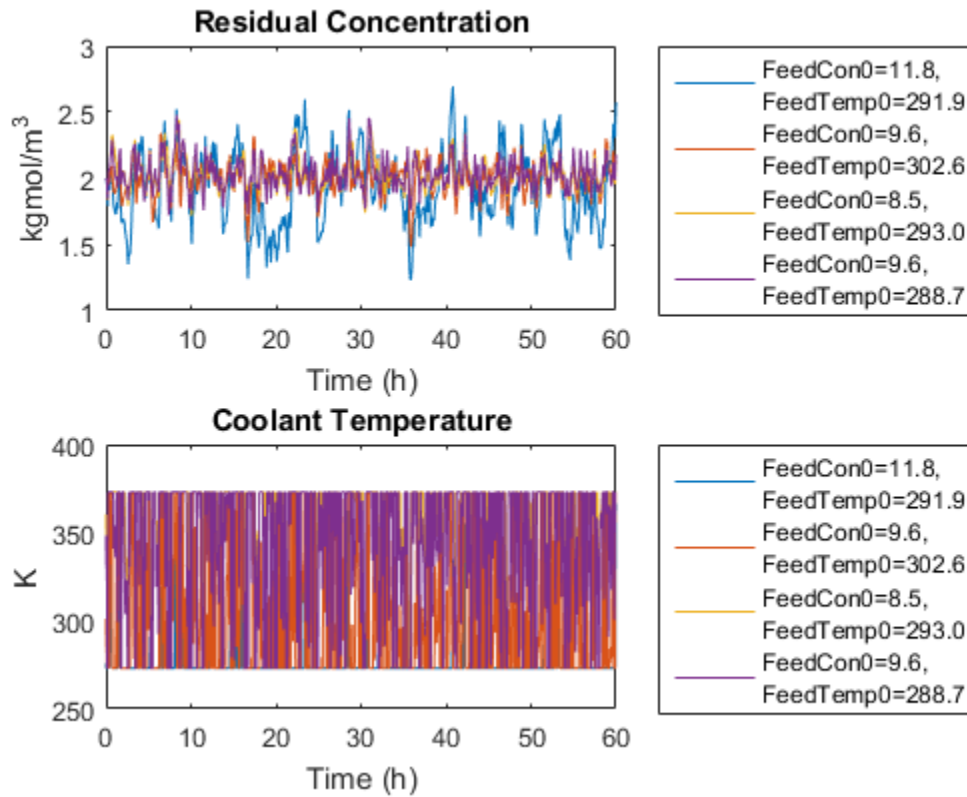 Residual Concentration
3
2.5
2
1.5
1
kgmol/m³
0
10
20
30
40
50
60
Time (h)
FeedCon0=11.8,
FeedTemp0=291.9
FeedCon0=9.6,
FeedTemp0=302.6
FeedCon0=8.5,
FeedTemp0=293.0
FeedCon0=9.6,
FeedTemp0=288.7
Coolant Temperature
400
350
300
250
K
0
10
20
30
40
50
60
Time (h)
FeedCon0=11.8,
FeedTemp0=291.9
FeedCon0=9.6,
FeedTemp0=302.6
FeedCon0=8.5,
FeedTemp0=293.0
FeedCon0=9.6,
FeedTemp0=288.7